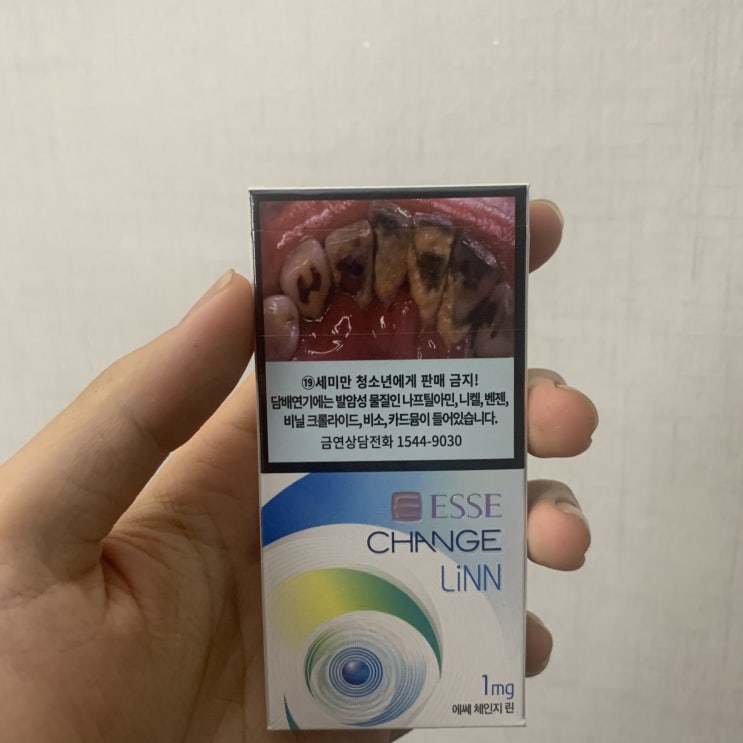 ⑲세미만 청소년에게 판매 금지!
담배연기에는 발암성 물질인 나프틸아민, 니켈, 벤젠,
비닐 크롤라이드, 비소, 카드뮴이 들어있습니다.
금연상담전화 1544-9030
ESSE
CHANGE
LiNN
1mg
에쎄 체인지 린